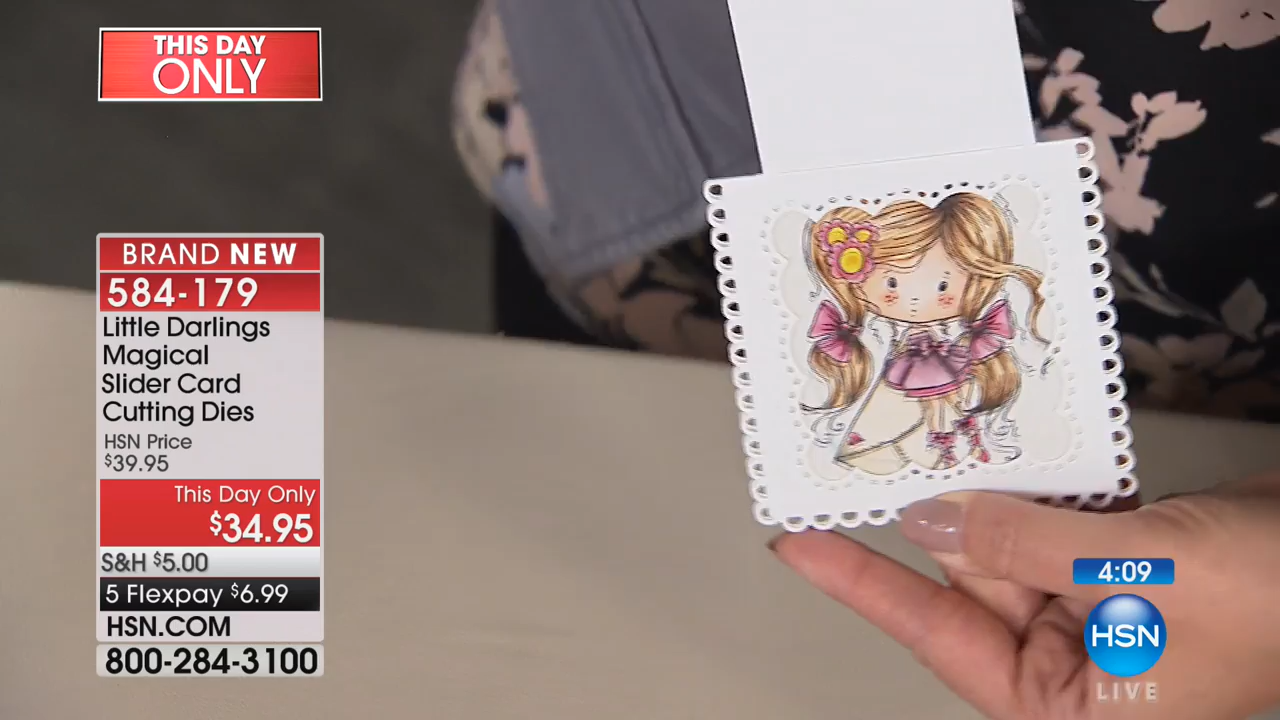 THIS DAY
ONLY
BRAND NEW
584-179
Little Darlings
Magical
Slider Card
Cutting Dies
HSN Price
$39.95
This Day Only
$34.95
S&H $5.00
5 Flexpay $6.99
HSN.COM
800-284-3100
4:09
HSN
LIVE